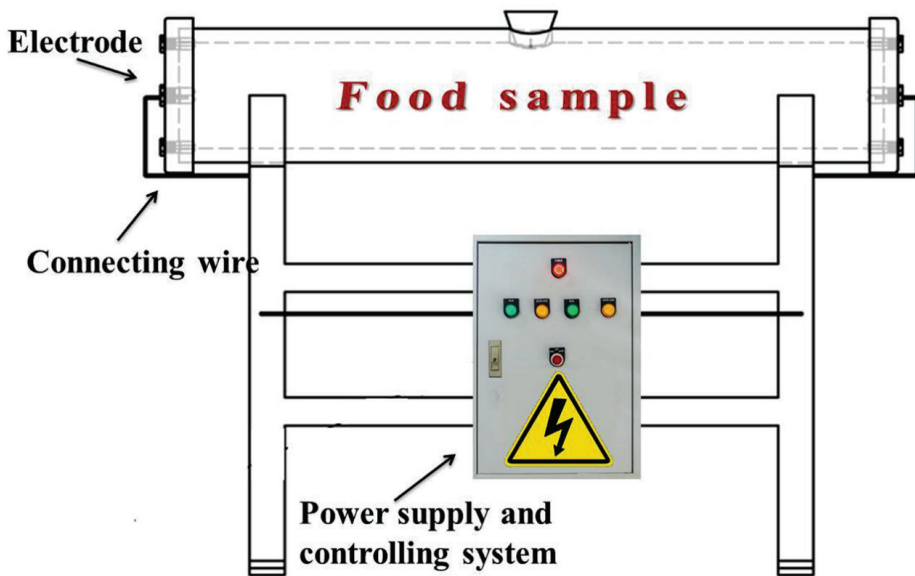 Electrode
Food sample
Connecting wire
Power supply and
controlling system